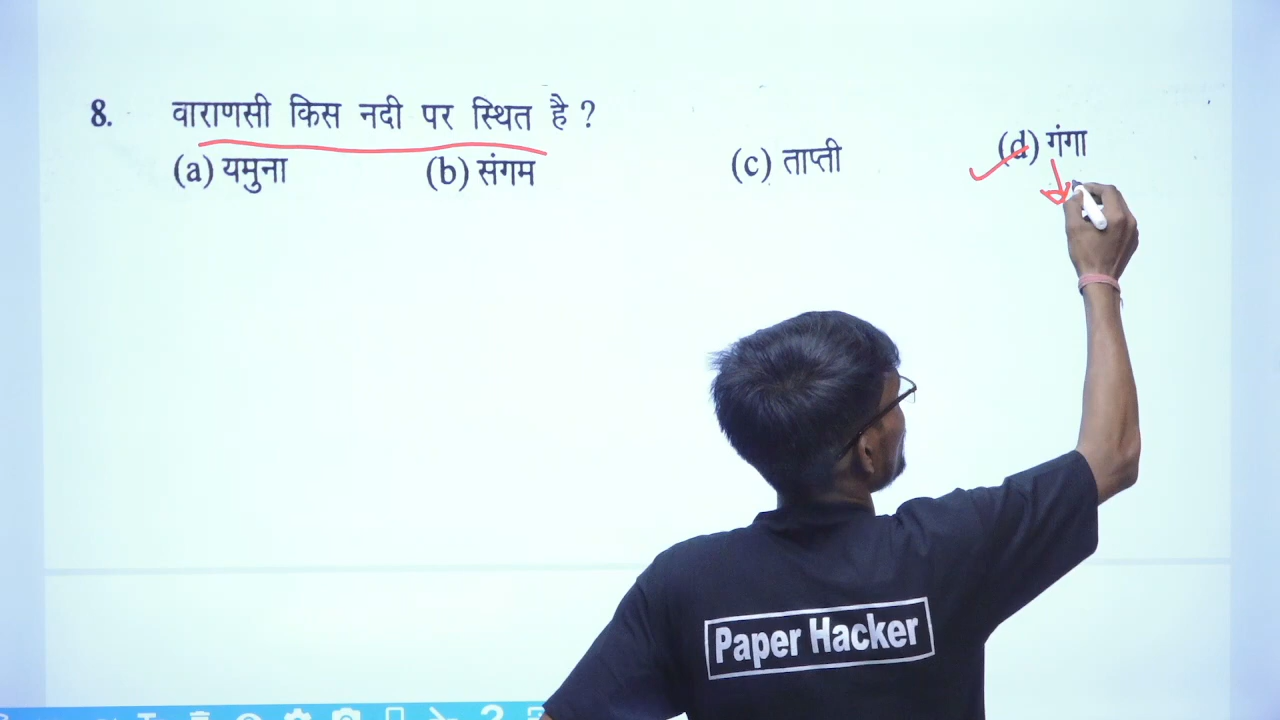 8. वाराणसी किस नदी पर स्थित है ?
(a) यमुना (b) संगम (c) ताप्ती (d) गंगा
Paper Hacker